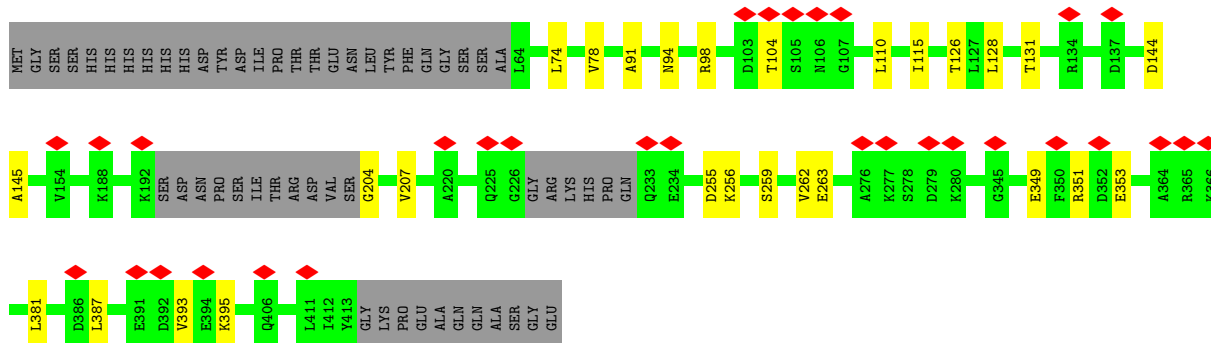 MET GLY SER SER HIS HIS HIS HIS HIS HIS ASP TYR ASP ILE PRO THR THR GLU ASN LEU TYR PHE GLN GLY SER SER ALA L64 L74 V78 A91 N94 R98 D103 T104 S105 N106 G107 L110 I115 T126 L127 L128 T131 R134 D137 D144
A145 V154 K188 K192 SER ASP ASN PRO SER ILE THR ARG ASP VAL SER G204 V207 A220 Q225 G226 GLY ARG LYS HIS PRO GLN Q233 E234 D255 K256 S259 V262 E263 A276 K277 S278 D279 K280 G345 E349 F350 R351 D352 E353 A364 R365 K366
L381 D386 L387 E391 D392 V393 E394 K395 Q406 L411 I412 Y413 GLY LYS PRO GLU ALA GLN GLN ALA SER GLY GLU